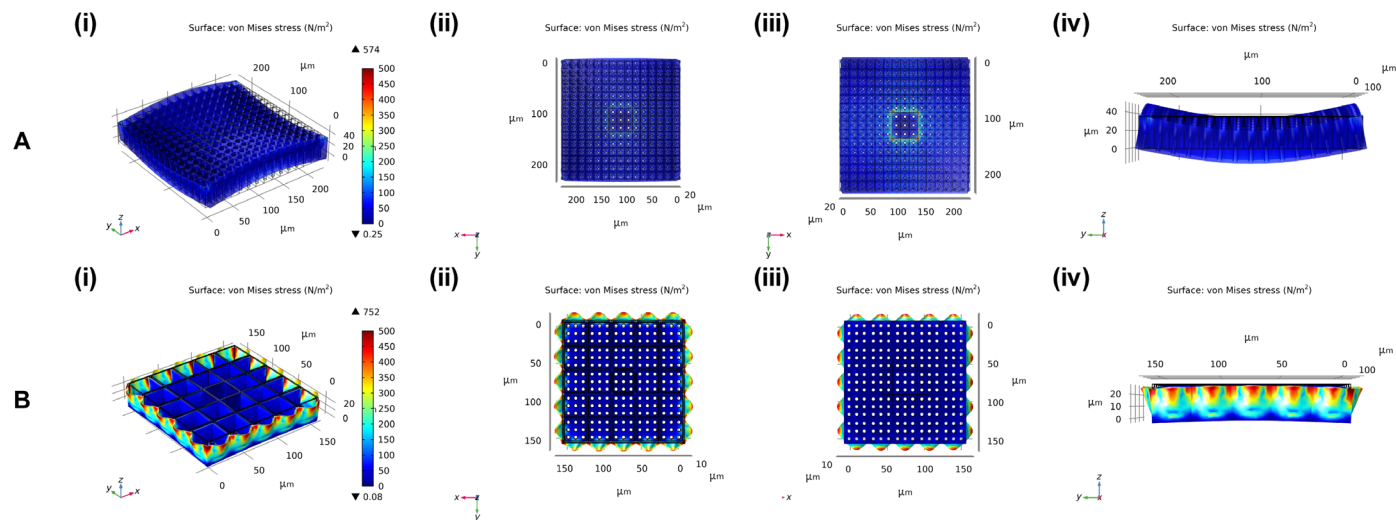 (i) (ii) (iii) (iv)
Surface: von Mises stress (N/m²) Surface: von Mises stress (N/m²) Surface: von Mises stress (N/m²) Surface: von Mises stress (N/m²)
A
▲ 574
500
450
400
350
300
250
200
150
100
50
0
▼ 0.25
μm
200
100
0
40
20
0
0
50
100
150
200
μm
y z x
0
100
200
μm
200 150 100 50 0
20
μm
μm
x z
y
0
100
200
μm
20
μm
0 50 100 150 200
μm
z x
y
μm
200 100 0
100
μm
40
20
0
μm
z
y x
(i) (ii) (iii) (iv)
Surface: von Mises stress (N/m²) Surface: von Mises stress (N/m²) Surface: von Mises stress (N/m²) Surface: von Mises stress (N/m²)
B
▲ 752
500
450
400
350
300
250
200
150
100
50
0
▼ 0.08
μm
150
100
50
0
20
0
0
50
100
150
μm
y z x
0
50
100
150
μm
150 100 50 0
10
μm
μm
x z
y
0
50
100
150
μm
10
μm
0 50 100 150
μm
x
μm
150 100 50 0
100
μm
20
10
0
μm
z
y x